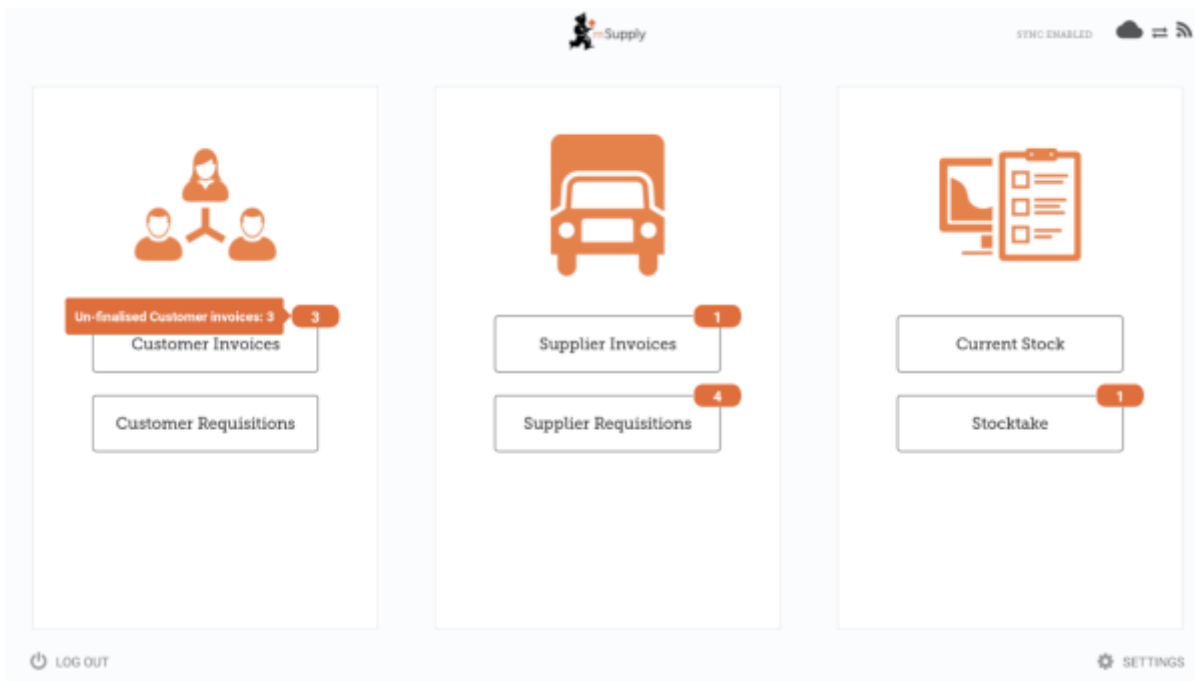 mSupply
SYNC ENABLED
Un-finalised Customer invoices: 3
3
Customer Invoices
Customer Requisitions
1
Supplier Invoices
4
Supplier Requisitions
Current Stock
1
Stocktake
LOG OUT
SETTINGS